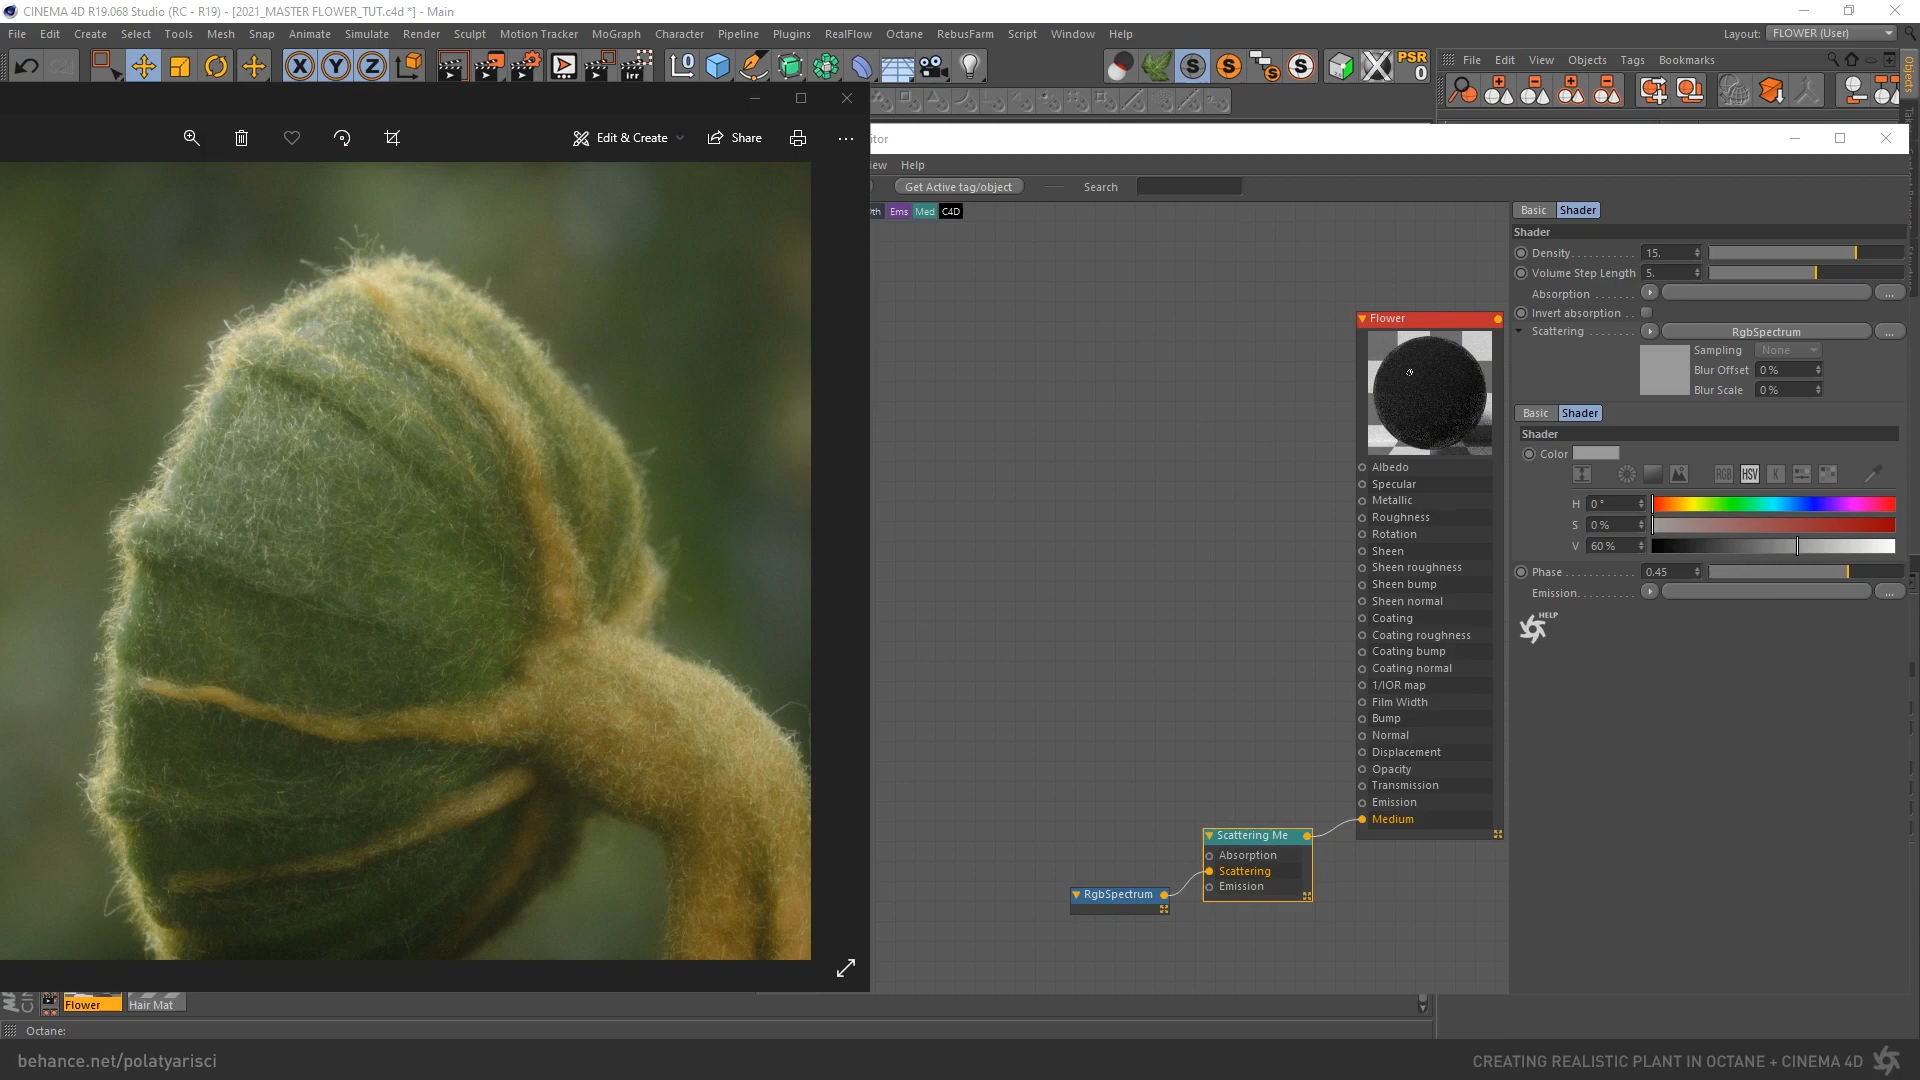 CINEMA 4D R19.068 Studio (RC - R19) - [2021_MASTER FLOWER_TUT.c4d *] - Main
File Edit Create Select Tools Mesh Snap Animate Simulate Render Sculpt Motion Tracker MoGraph Character Pipeline Plugins RealFlow Octane RebusFarm Script Window Help
Layout: FLOWER (User)
X Y Z
PSR
0
File Edit View Objects Tags Bookmarks
Objects
Edit & Create Share
Help
Get Active tag/object Search
Ems Med C4D
Flower
Albedo
Specular
Metallic
Roughness
Rotation
Sheen
Sheen roughness
Sheen bump
Sheen normal
Coating
Coating roughness
Coating bump
Coating normal
1/IOR map
Film Width
Bump
Normal
Displacement
Opacity
Transmission
Emission
Medium
Scattering Me
Absorption
Scattering
Emission
RgbSpectrum
Basic Shader
Shader
Density 15.
Volume Step Length 5.
Absorption ...
Invert absorption
Scattering RgbSpectrum ...
Sampling None
Blur Offset 0 %
Blur Scale 0 %
Basic Shader
Shader
Color
RGB HSV K
H 0 °
S 0 %
V 60 %
Phase 0.45
Emission ...
HELP
Flower Hair Mat
Octane:
behance.net/polatyarisci
CREATING REALISTIC PLANT IN OCTANE + CINEMA 4D